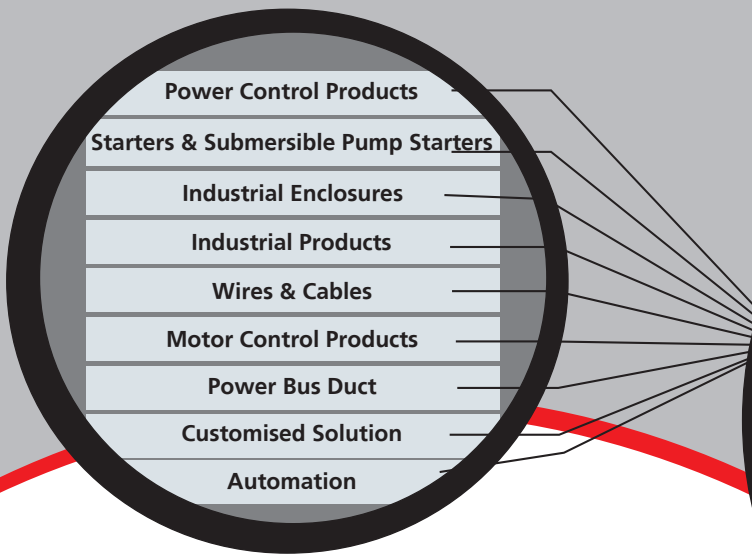 Power Control Products
Starters & Submersible Pump Starters
Industrial Enclosures
Industrial Products
Wires & Cables
Motor Control Products
Power Bus Duct
Customised Solution
Automation